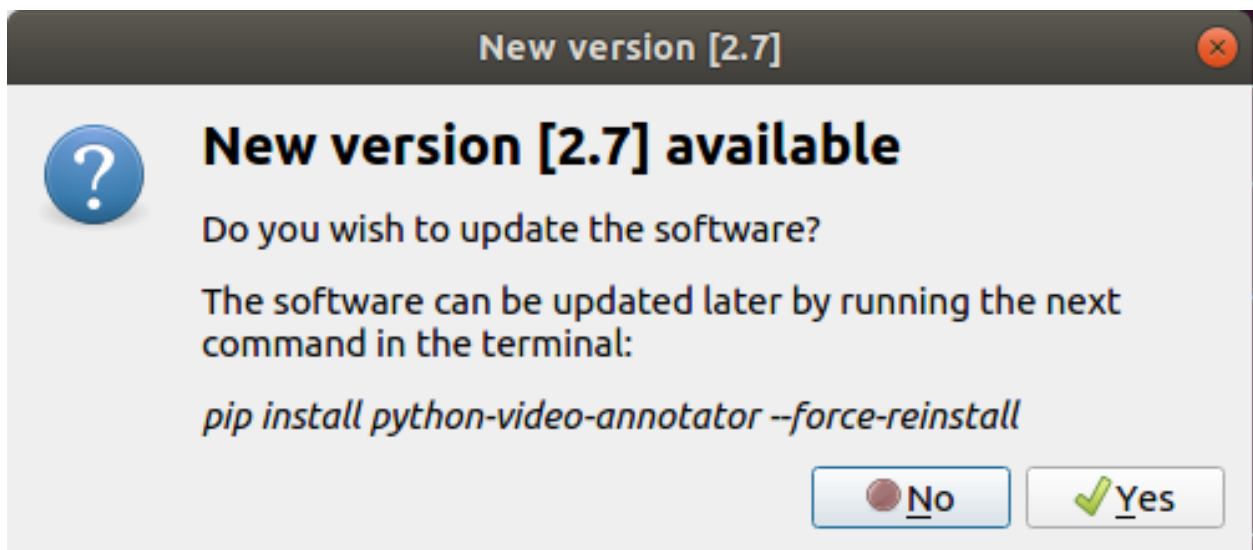 New version [2.7]
New version [2.7] available
Do you wish to update the software?
The software can be updated later by running the next
command in the terminal:
pip install python-video-annotator --force-reinstall
No
Yes